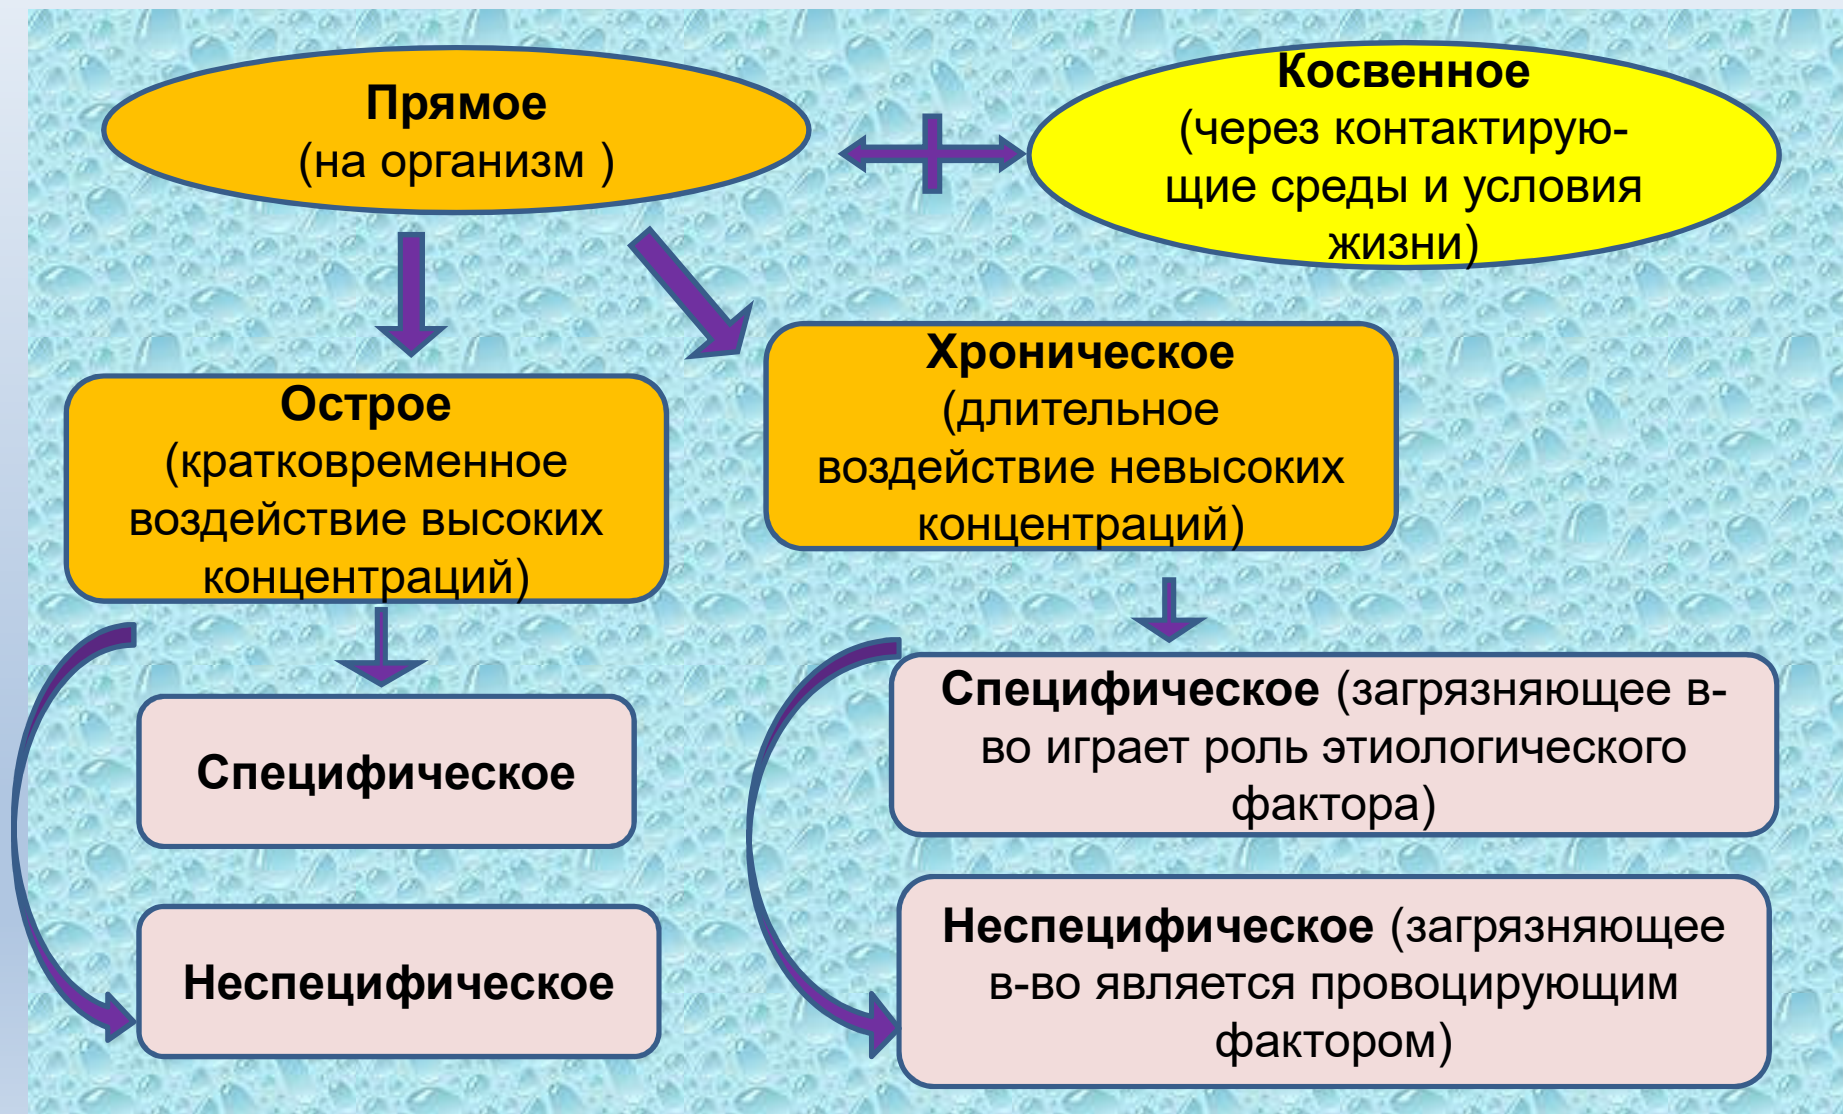 Прямое
(на организм )
Косвенное
(через контактирую-
щие среды и условия
жизни)
Острое
(кратковременное
воздействие высоких
концентраций)
Хроническое
(длительное
воздействие невысоких
концентраций)
Специфическое
Неспецифическое
Специфическое (загрязняющее в-
во играет роль этиологического
фактора)
Неспецифическое (загрязняющее
в-во является провоцирующим
фактором)